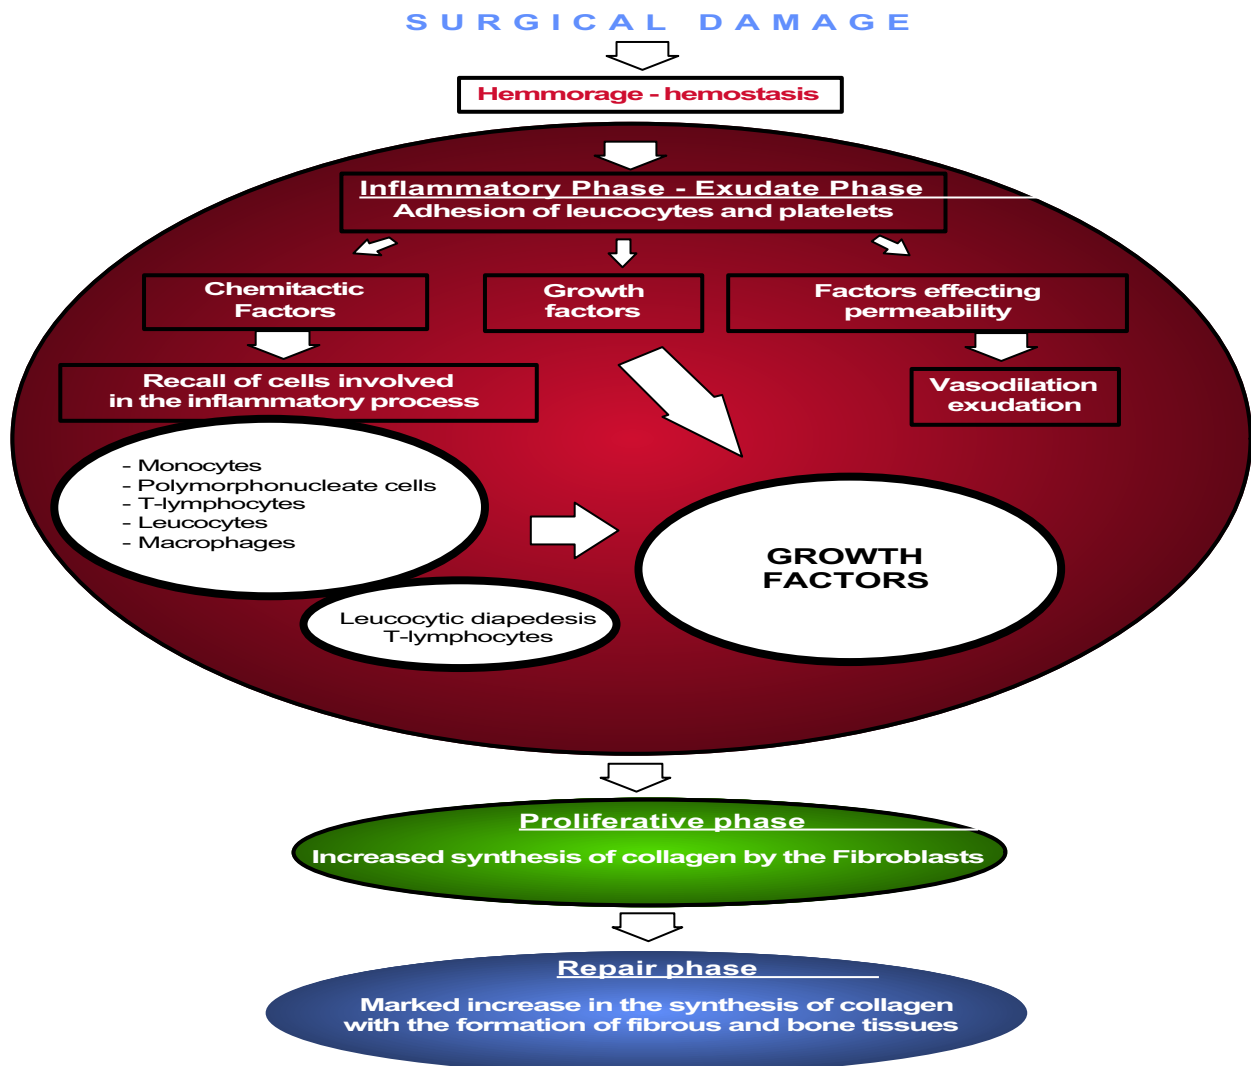 SURGICAL DAMAGE
Hemmorage - hemostasis
Inflammatory Phase - Exudate Phase
Adhesion of leucocytes and platelets
Chemitactic
Factors
Growth
factors
Factors effecting
permeability
Recall of cells involved
in the inflammatory process
Vasodilation
exudation
- Monocytes
- Polymorphonucleate cells
- T-lymphocytes
- Leucocytes
- Macrophages
GROWTH
FACTORS
Leucocytic diapedesis
T-lymphocytes
Proliferative phase
Increased synthesis of collagen by the Fibroblasts
Repair phase
Marked increase in the synthesis of collagen
with the formation of fibrous and bone tissues